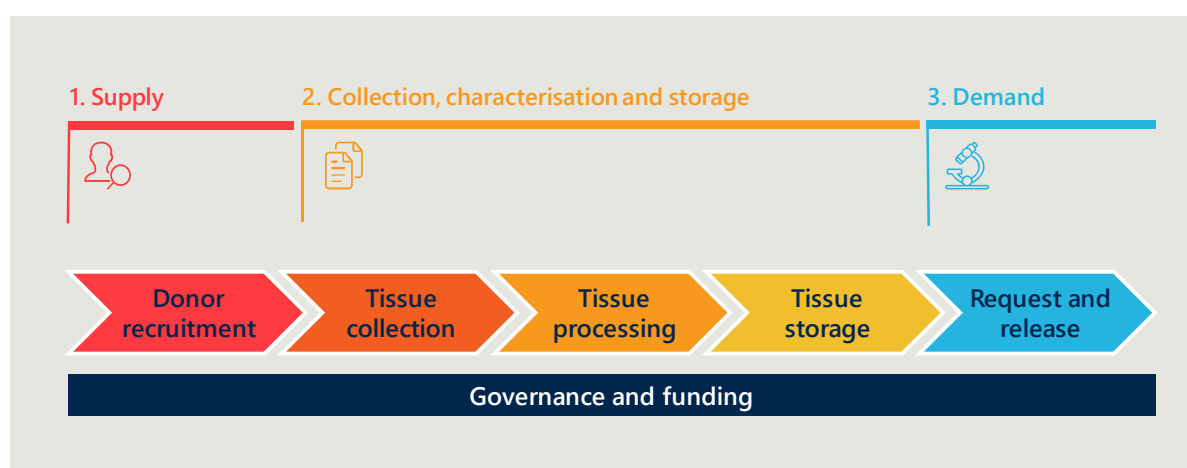 1. Supply
2. Collection, characterisation and storage
3. Demand
Donor
recruitment
Tissue
collection
Tissue
processing
Tissue
storage
Request and
release
Governance and funding